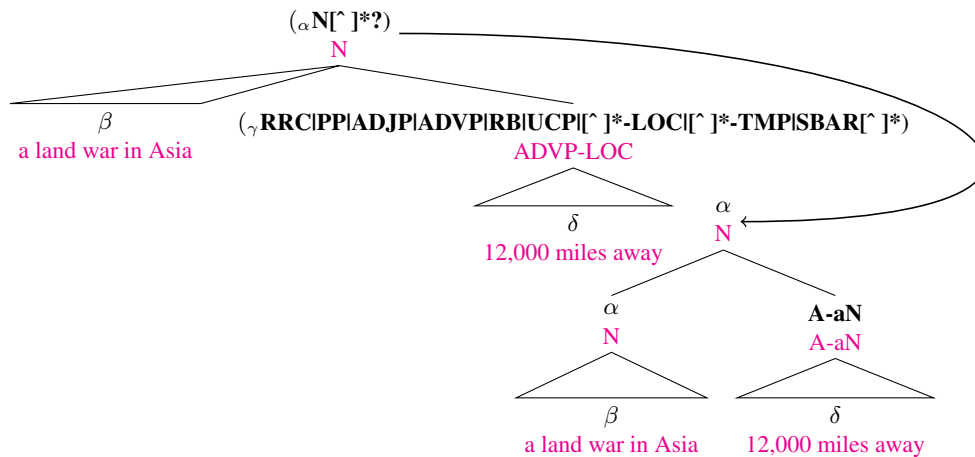 (αN[ˆ ]*?)
N
β
(γRRC|PP|ADJP|ADVP|RB|UCP|[ˆ ]*-LOC|[ˆ ]*-TMP|SBAR[ˆ ]*)
a land war in Asia
ADVP-LOC
δ
α
12,000 miles away
N
α
A-aN
N
A-aN
β
δ
a land war in Asia
12,000 miles away